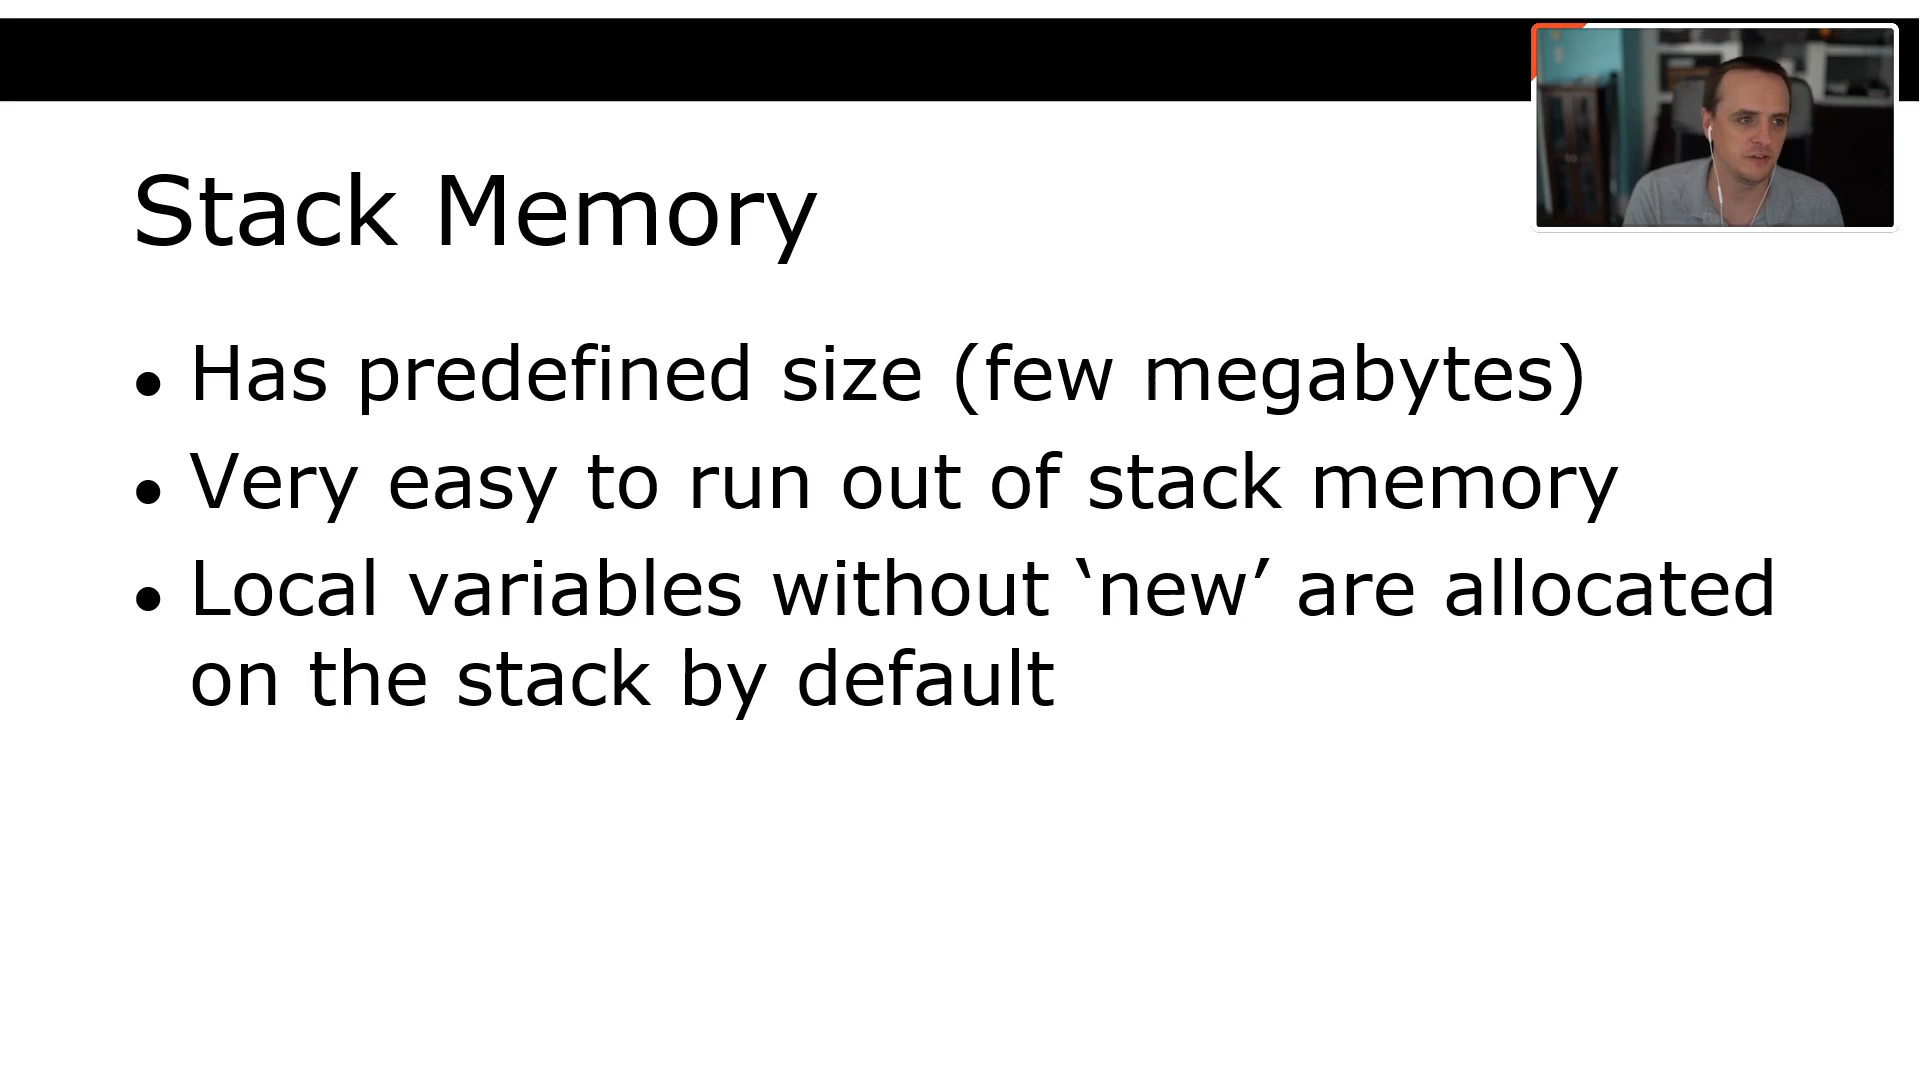 Stack Memory
• Has predefined size (few megabytes)
• Very easy to run out of stack memory
• Local variables without ‘new’ are allocated
on the stack by default